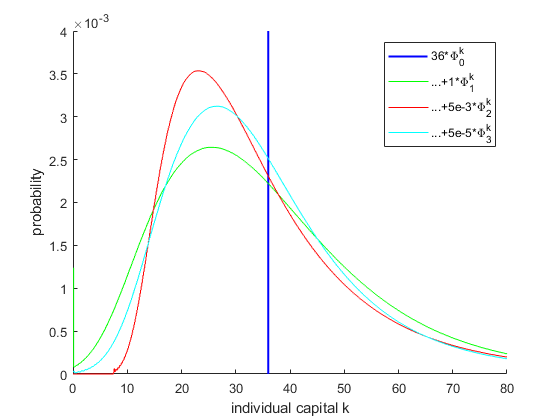 ×10⁻³
4
3.5
3
2.5
2
1.5
1
0.5
0
probability
0 10 20 30 40 50 60 70 80
individual capital k
36*Φ₀ᵏ
...+1*Φ₁ᵏ
...+5e-3*Φ₂ᵏ
...+5e-5*Φ₃ᵏ